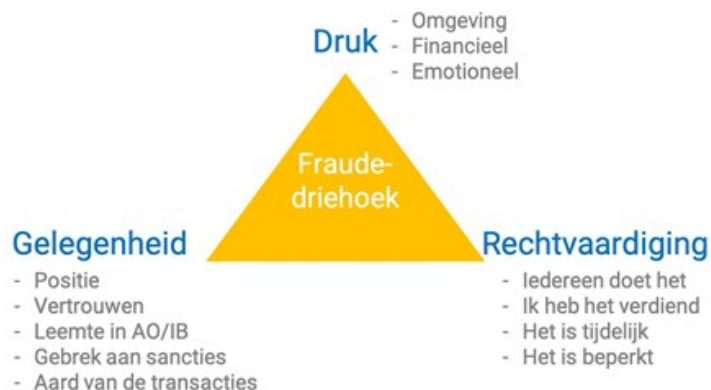 Druk
- Omgeving
- Financieel
- Emotioneel
Fraude-
driehoek
Gelegenheid
- Positie
- Vertrouwen
- Leemte in AO/IB
- Gebrek aan sancties
- Aard van de transacties
Rechtvaardiging
- Iedereen doet het
- Ik heb het verdiend
- Het is tijdelijk
- Het is beperkt